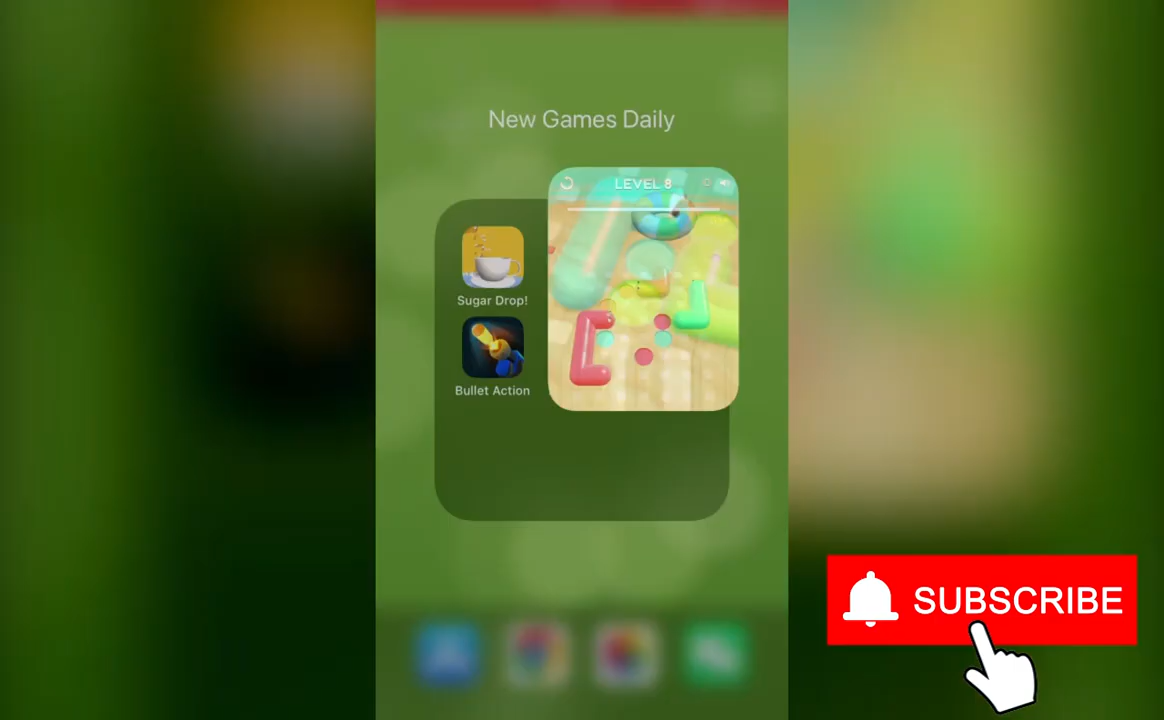 New Games Daily
LEVEL 8
Sugar Drop!
Bullet Action
SUBSCRIBE